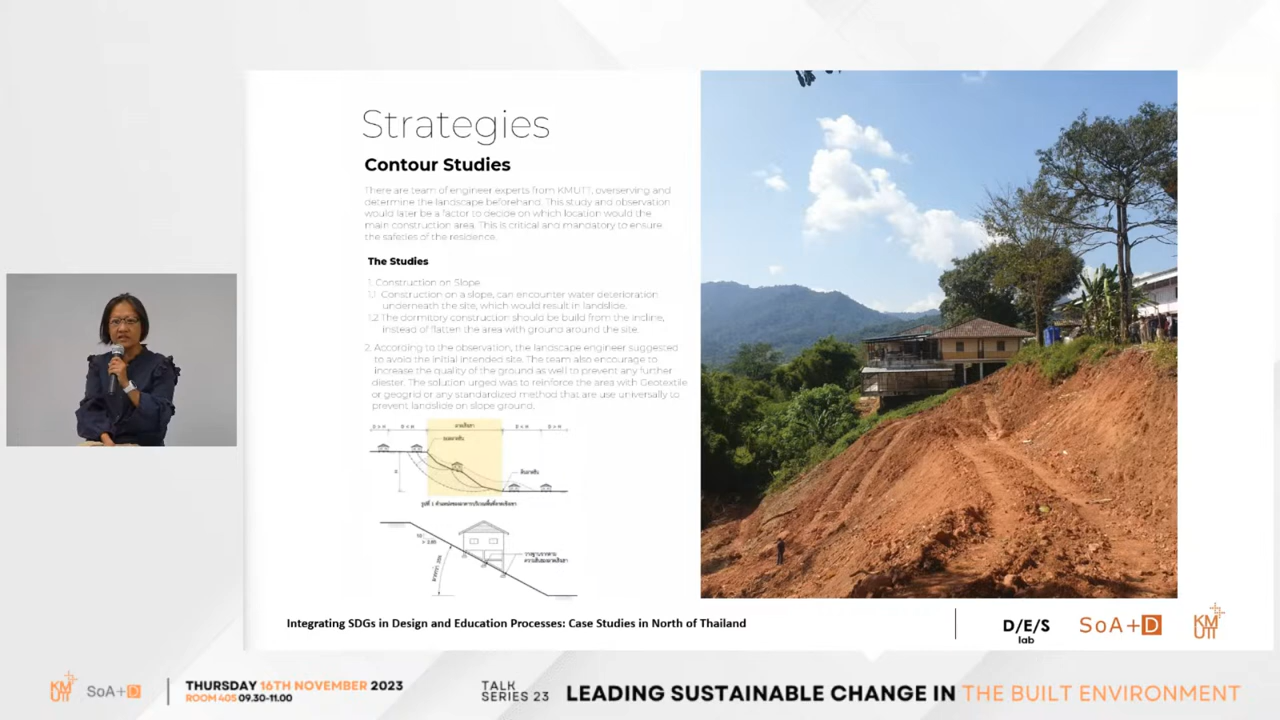 Strategies
Contour Studies
There are team of engineer experts from KMUTT, overserving and
determine the landscape beforehand. This study and observation
would later be a factor to decide on which location would the
main construction area. This is critical and mandatory to ensure
the safeties of the residence.
The Studies
1. Construction on Slope
1.1 Construction on a slope, can encounter water deterioration
underneath the site, which would result in landslide.
1.2 The dormitory construction should be build from the incline,
instead of flatten the area with ground around the site.
2. According to the observation, the landscape engineer suggested
to avoid the initial intended site. The team also encourage to
increase the quality of the ground as well to prevent any further
diester. The solution urged was to reinforce the area with Geotextile
or geogrid or any standardized method that are use universally to
prevent landslide on slope ground.
Integrating SDGs in Design and Education Processes: Case Studies in North of Thailand
D/E/S
lab
SoA+D
KMUTT
KMUTT
SoA+D
THURSDAY 16TH NOVEMBER 2023
ROOM 405 09.30-11.00
TALK
SERIES 23
LEADING SUSTAINABLE CHANGE IN THE BUILT ENVIRONMENT